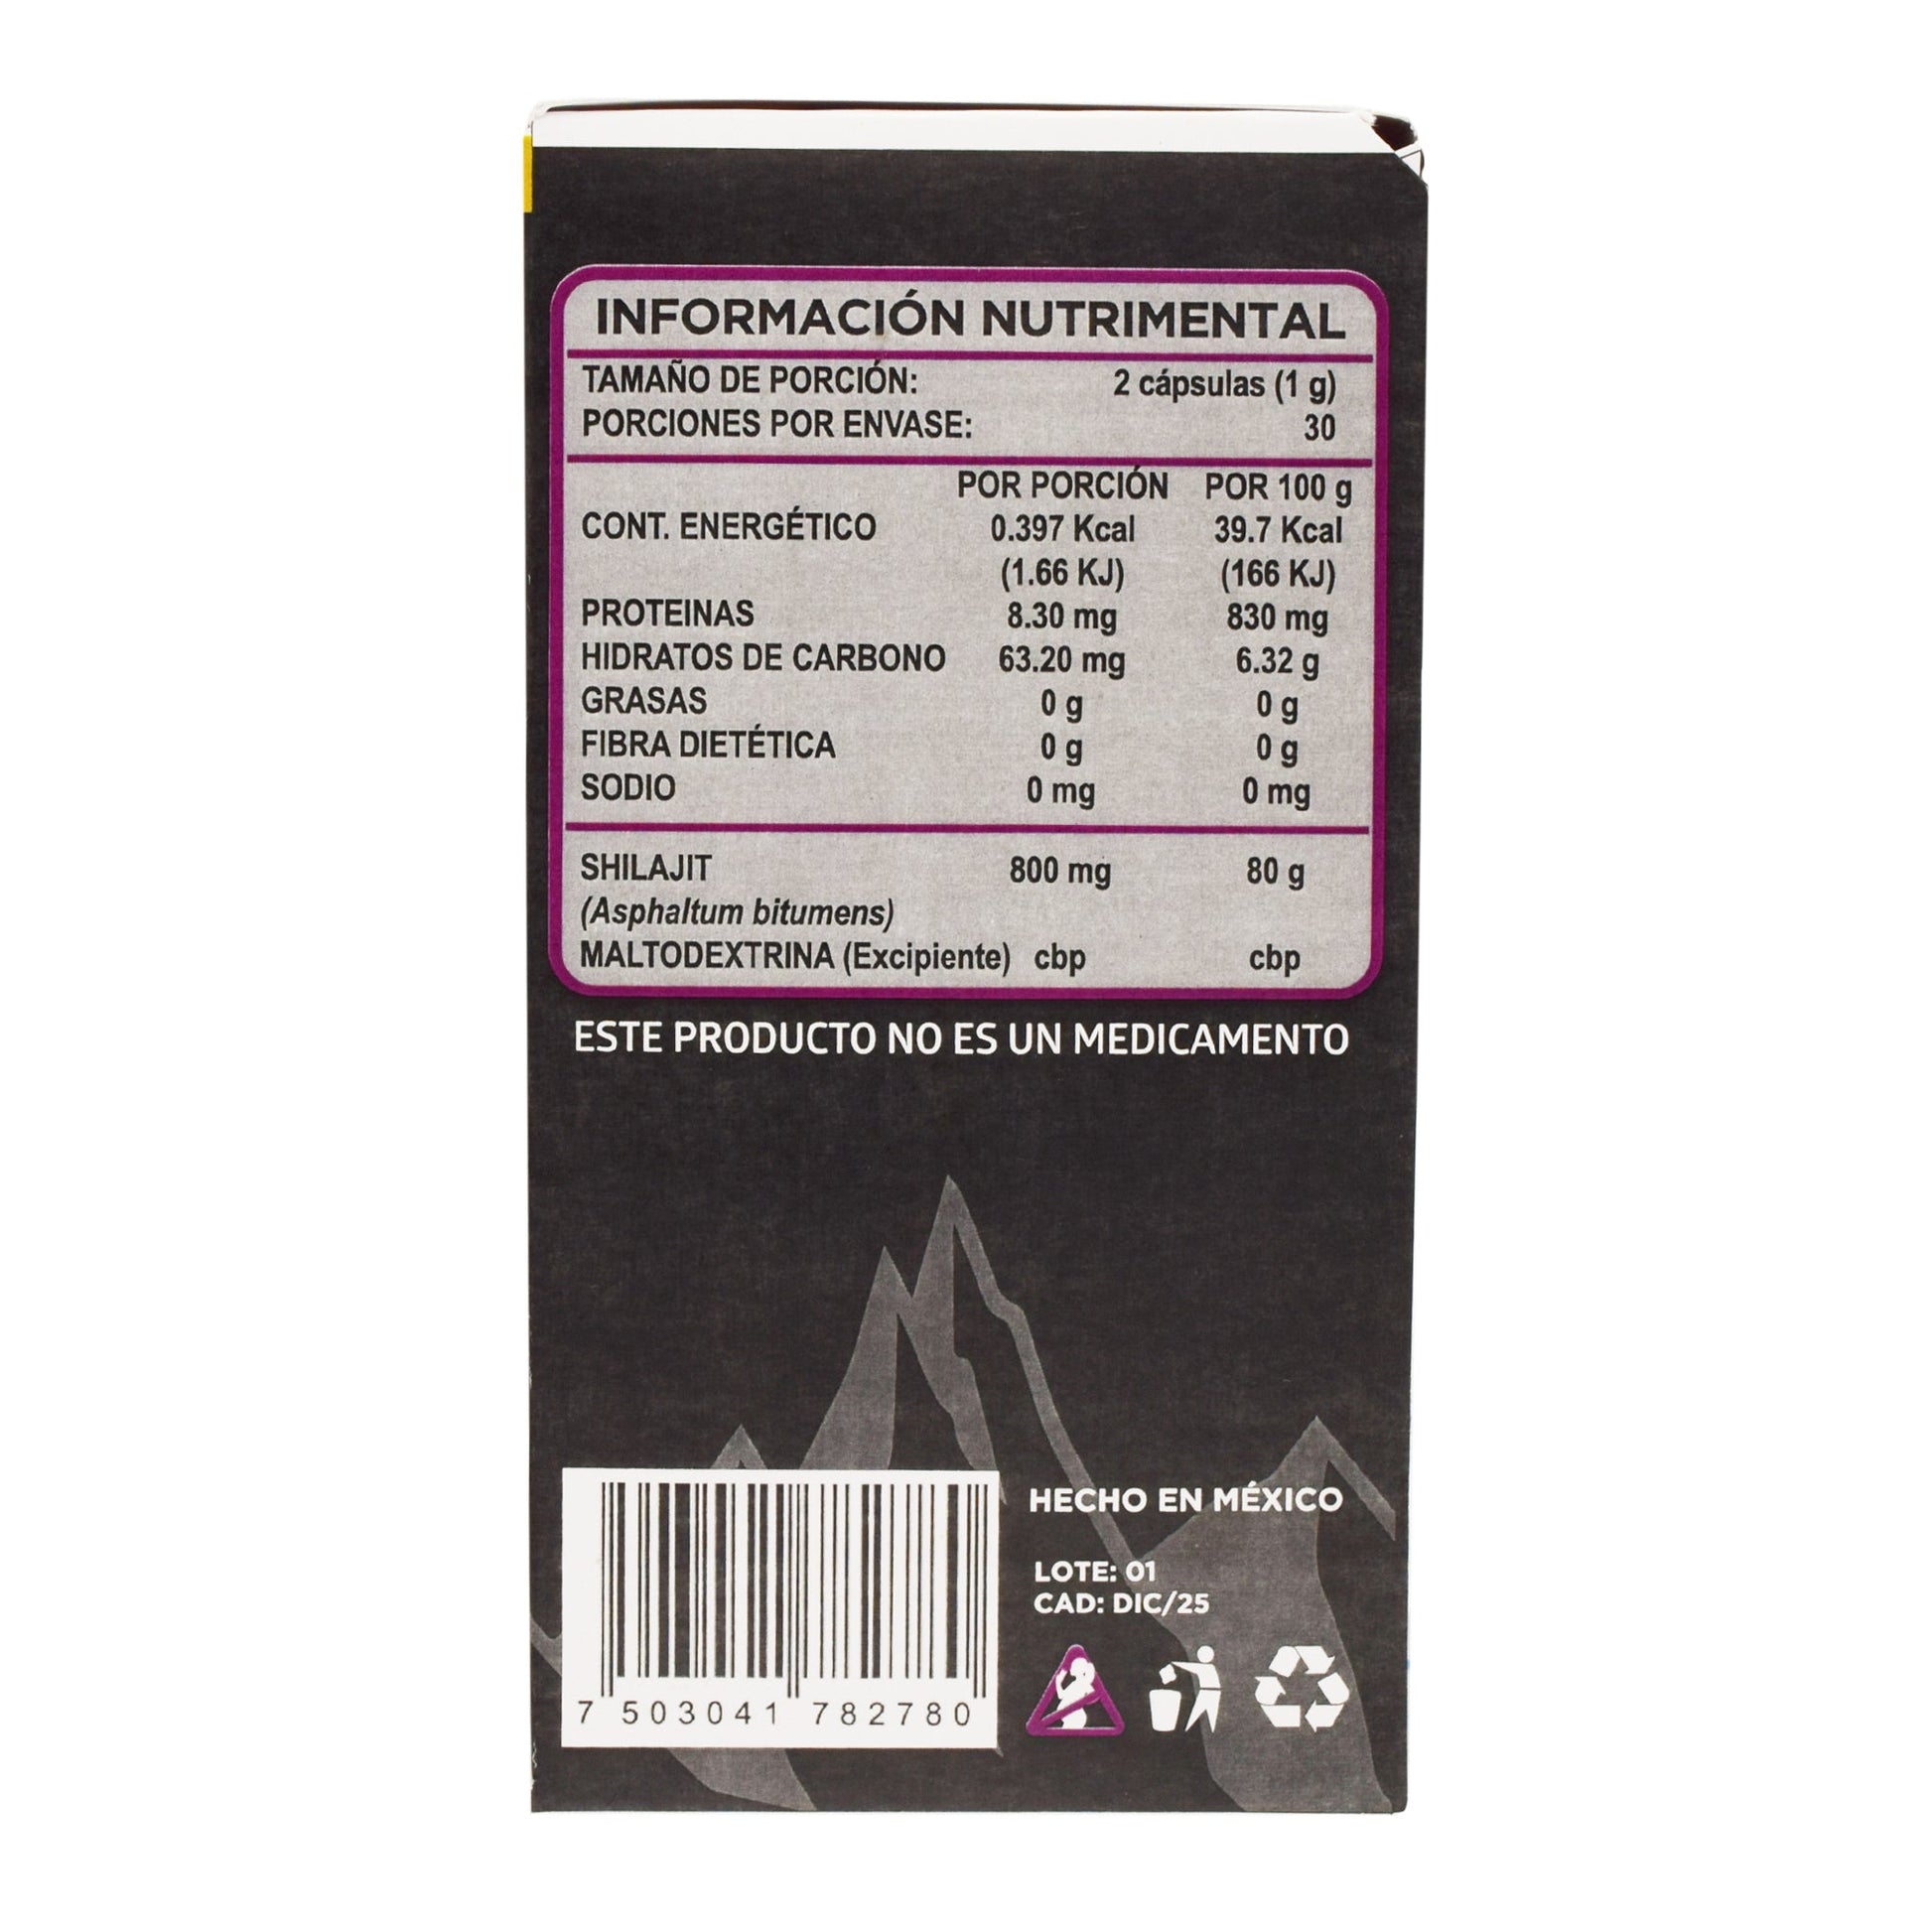 INFORMACIÓN NUTRIMENTAL
TAMAÑO DE PORCIÓN: 2 cápsulas (1 g)
PORCIONES POR ENVASE: 30
POR PORCIÓN POR 100 g
CONT. ENERGÉTICO 0.397 Kcal 39.7 Kcal
(1.66 KJ) (166 KJ)
PROTEINAS 8.30 mg 830 mg
HIDRATOS DE CARBONO 63.20 mg 6.32 g
GRASAS 0 g 0 g
FIBRA DIETÉTICA 0 g 0 g
SODIO 0 mg 0 mg
SHILAJIT 800 mg 80 g
(Asphaltum bitumens)
MALTODEXTRINA (Excipiente) cbp cbp
ESTE PRODUCTO NO ES UN MEDICAMENTO
HECHO EN MÉXICO
LOTE: 01
CAD: DIC/25
7 503041 782780